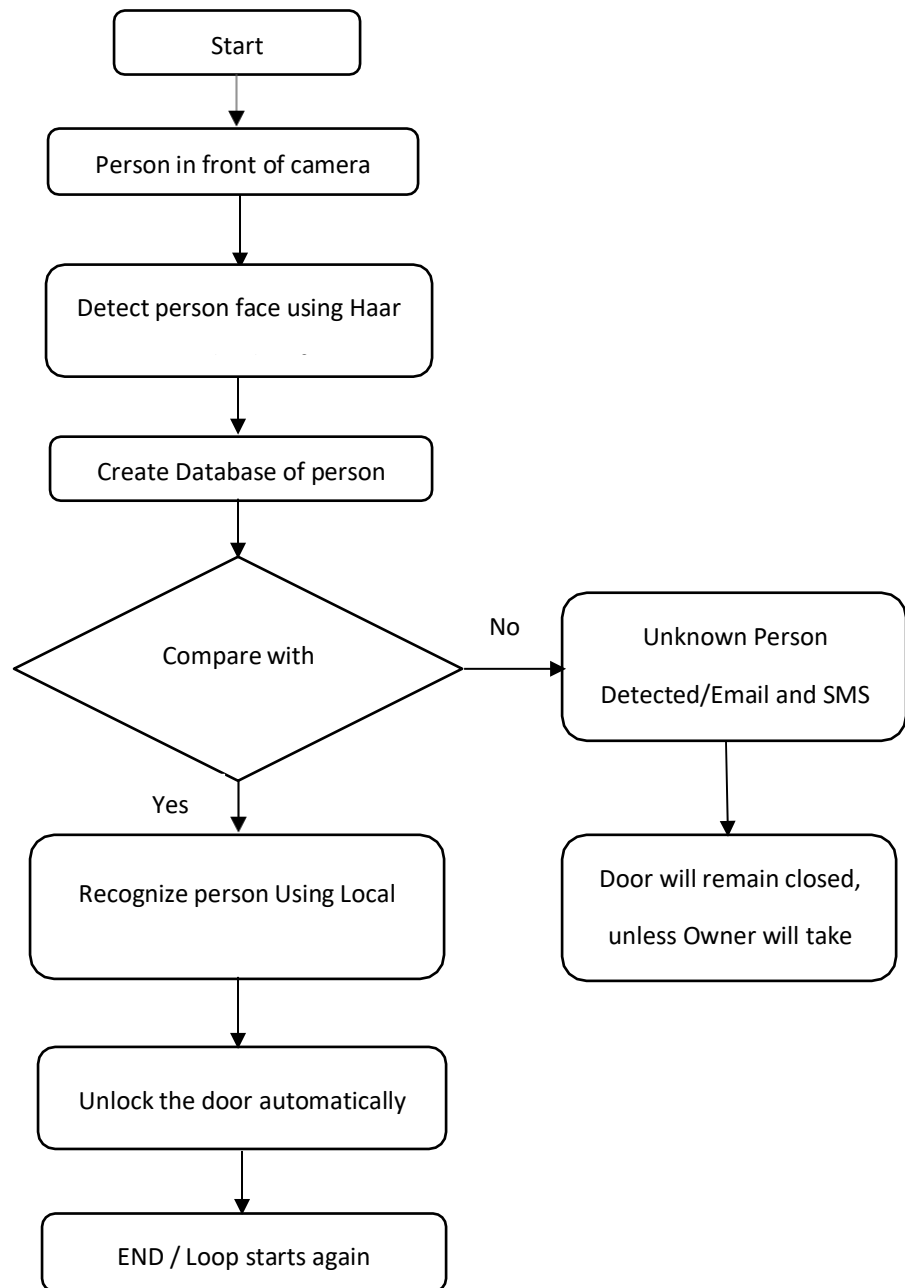 Start
Person in front of camera
Detect person face using Haar
Create Database of person
Compare with
No
Unknown Person
Detected/Email and SMS
Yes
Recognize person Using Local
Door will remain closed,
unless Owner will take
Unlock the door automatically
END / Loop starts again